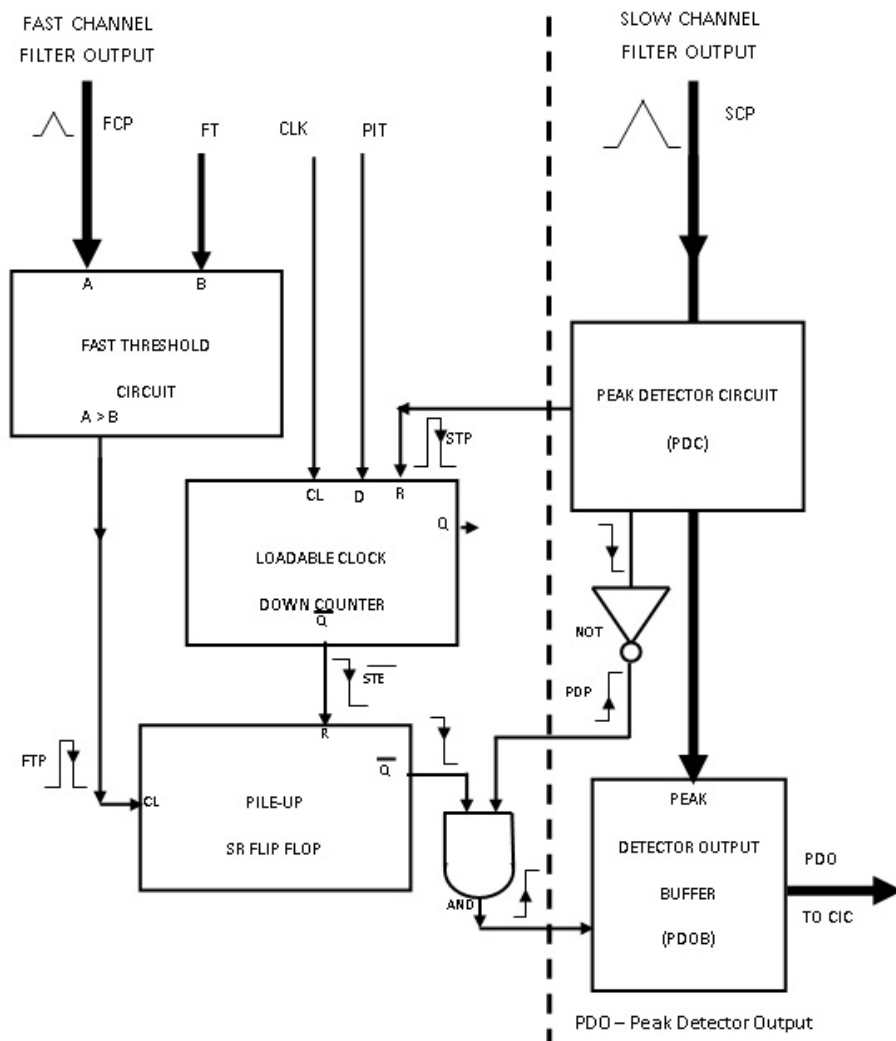 FAST CHANNEL
FILTER OUTPUT
SLOW CHANNEL
FILTER OUTPUT
FCP
FT
CLK
PIT
SCP
A
B
FAST THRESHOLD
CIRCUIT
A > B
PEAK DETECTOR CIRCUIT
(PDC)
STP
CL
D
R
Q
LOADABLE CLOCK
DOWN COUNTER
Q̅
NOT
S̅T̅E̅
PDP
R
Q̅
FTP
CL
PILE-UP
SR FLIP FLOP
AND
PEAK
DETECTOR OUTPUT
BUFFER
(PDOB)
PDO
TO CIC
PDO – Peak Detector Output